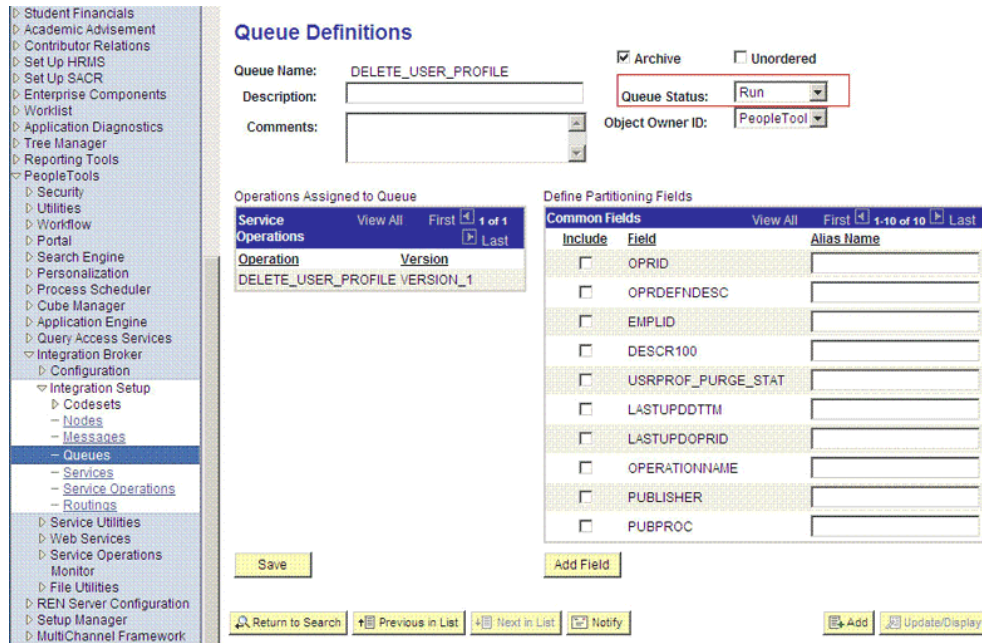 Student Financials
Academic Advisement
Contributor Relations
Set Up HRMS
Set Up SACR
Enterprise Components
Worklist
Application Diagnostics
Tree Manager
Reporting Tools
PeopleTools
Security
Utilities
Workflow
Portal
Search Engine
Personalization
Process Scheduler
Cube Manager
Application Engine
Query Access Services
Integration Broker
Configuration
Integration Setup
Codesets
– Nodes
– Messages
– Queues
– Services
– Service Operations
– Routings
Service Utilities
Web Services
Service Operations
Monitor
File Utilities
REN Server Configuration
Setup Manager
MultiChannel Framework
Queue Definitions
Archive Unordered
Queue Name: DELETE_USER_PROFILE
Description:
Queue Status: Run
Comments:
Object Owner ID: PeopleTool
Operations Assigned to Queue
Service Operations View All First 1 of 1 Last
Operation Version
DELETE_USER_PROFILE VERSION_1
Define Partitioning Fields
Common Fields View All First 1-10 of 10 Last
Include Field Alias Name
OPRID
OPRDEFNDESC
EMPLID
DESCR100
USRPROF_PURGE_STAT
LASTUPDDTTM
LASTUPDOPRID
OPERATIONNAME
PUBLISHER
PUBPROC
Save Add Field
Return to Search Previous in List Next in List Notify Add Update/Display